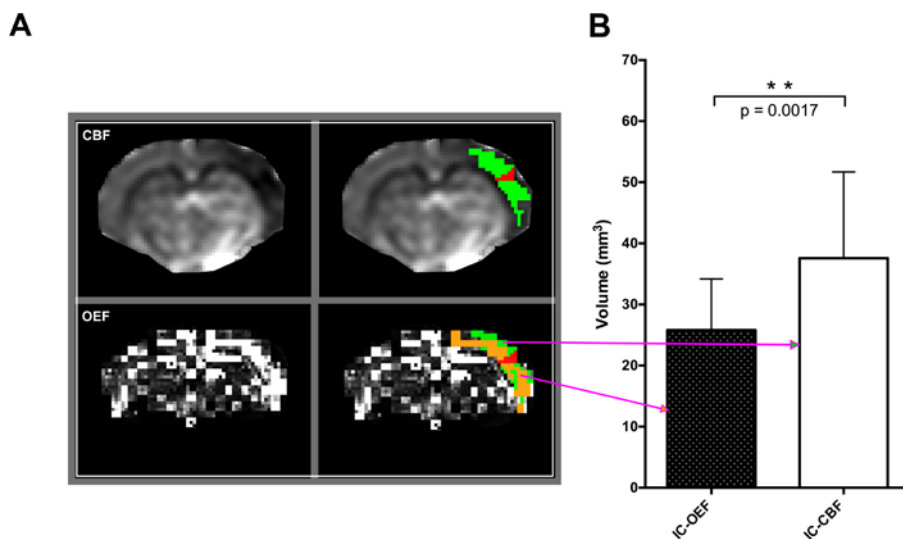 A
B
CBF
OEF
70
60
50
40
30
20
10
0
Volume (mm³)
* *
p = 0.0017
IC-OEF
IC-CBF